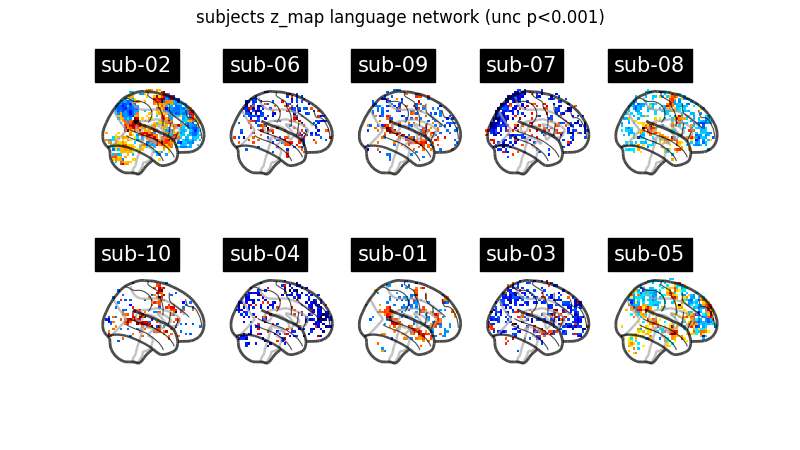 subjects z_map language network (unc p<0.001)
sub-02 sub-06 sub-09 sub-07 sub-08
sub-10 sub-04 sub-01 sub-03 sub-05